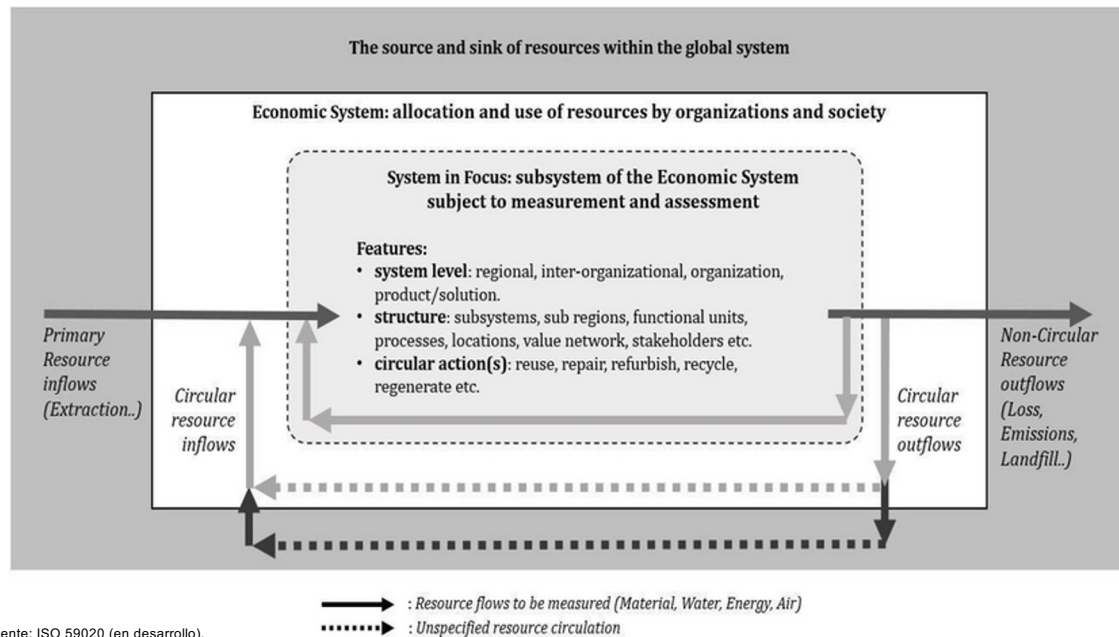 The source and sink of resources within the global system
Economic System: allocation and use of resources by organizations and society
System in Focus: subsystem of the Economic System
subject to measurement and assessment
Features:
• system level: regional, inter-organizational, organization,
product/solution.
• structure: subsystems, sub regions, functional units,
processes, locations, value network, stakeholders etc.
• circular action(s): reuse, repair, refurbish, recycle,
regenerate etc.
Primary
Resource
inflows
(Extraction..)
Circular
resource
inflows
Circular
resource
outflows
Non-Circular
Resource
outflows
(Loss,
Emissions,
Landfill..)
: Resource flows to be measured (Material, Water, Energy, Air)
: Unspecified resource circulation
ente: ISO 59020 (en desarrollo).